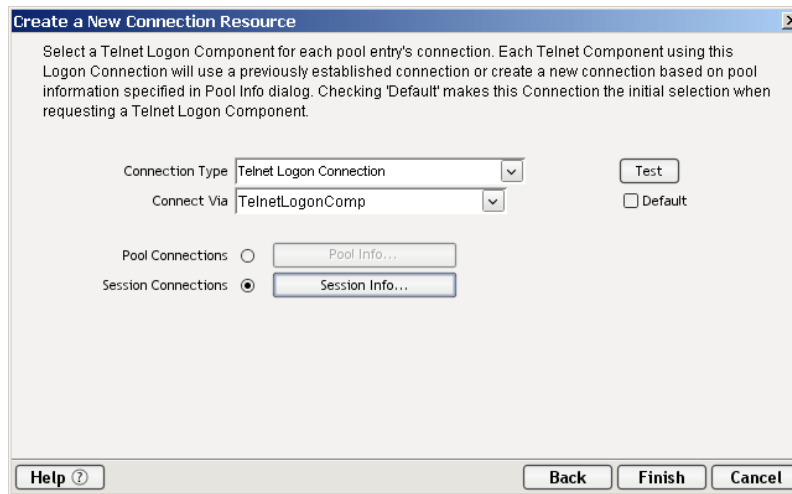 Create a New Connection Resource
Select a Telnet Logon Component for each pool entry's connection. Each Telnet Component using this
Logon Connection will use a previously established connection or create a new connection based on pool
information specified in Pool Info dialog. Checking 'Default' makes this Connection the initial selection when
requesting a Telnet Logon Component.
Connection Type Telnet Logon Connection Test
Connect Via TelnetLogonComp Default
Pool Connections Pool Info...
Session Connections Session Info...
Help ? Back Finish Cancel